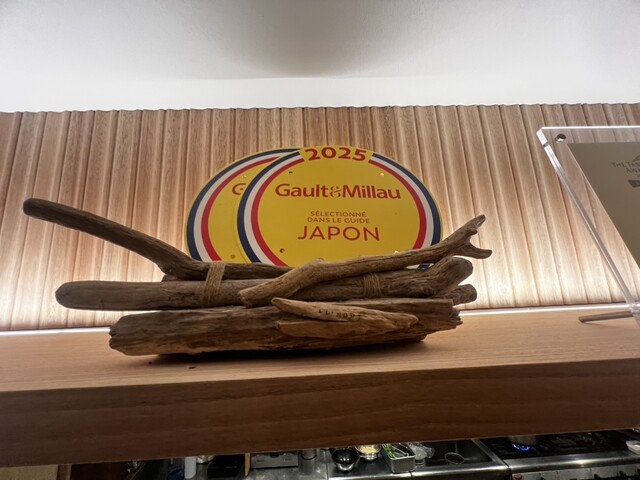 2025
Gault&Millau
SÉLECTIONNÉ
DANS LE GUIDE
JAPON
G